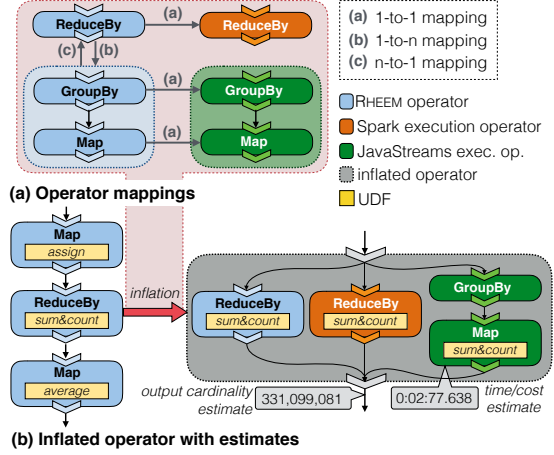 ReduceBy
(a)
ReduceBy
(c)
(b)
GroupBy
(a)
GroupBy
Map
(a)
Map
(a) 1-to-1 mapping
(b) 1-to-n mapping
(c) n-to-1 mapping
RHEEM operator
Spark execution operator
JavaStreams exec. op.
inflated operator
UDF
(a) Operator mappings
Map
assign
ReduceBy
sum&count
Map
average
inflation
ReduceBy
sum&count
ReduceBy
sum&count
GroupBy
Map
sum&count
output cardinality
estimate
331,099,081
0:02:77.638
time/cost
estimate
(b) Inflated operator with estimates